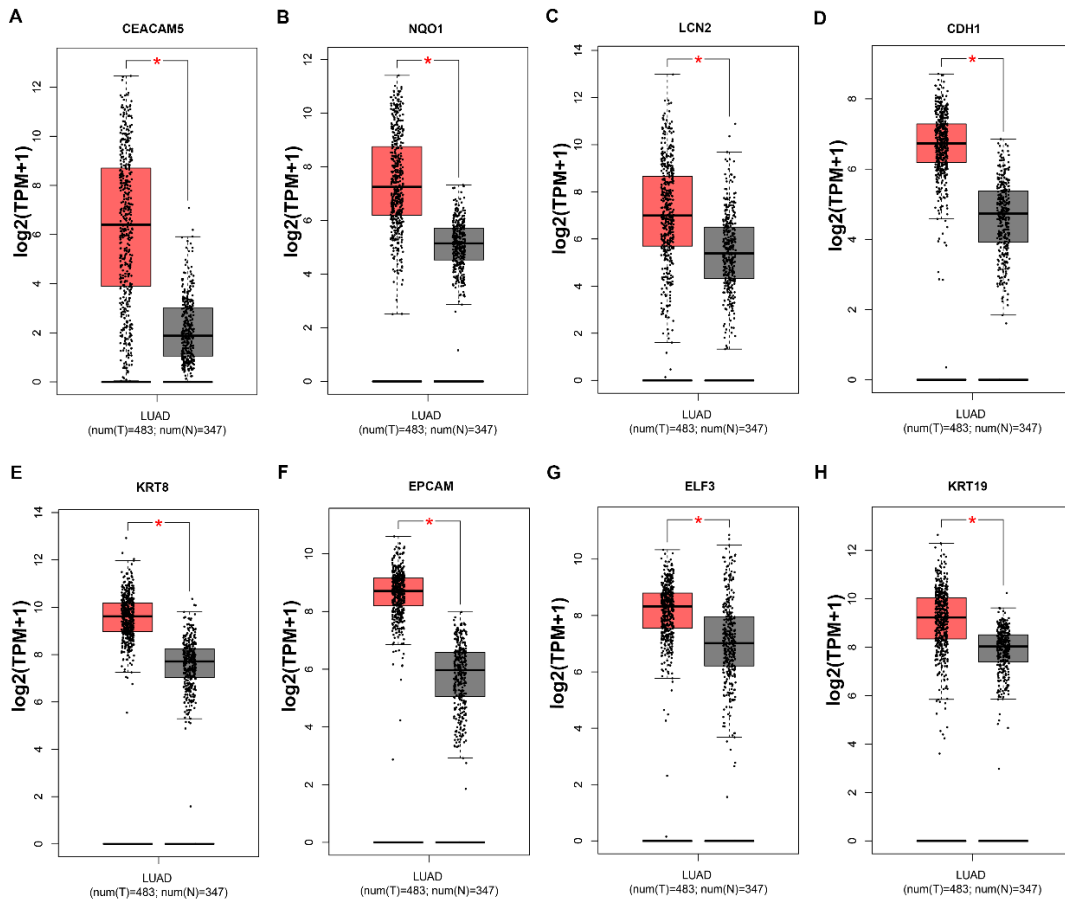 A
CEACAM5
*
log2(TPM+1)
0 2 4 6 8 10 12
LUAD
(num(T)=483; num(N)=347)
B
NQO1
*
log2(TPM+1)
0 2 4 6 8 10 12
LUAD
(num(T)=483; num(N)=347)
C
LCN2
*
log2(TPM+1)
0 2 4 6 8 10 12 14
LUAD
(num(T)=483; num(N)=347)
D
CDH1
*
log2(TPM+1)
0 2 4 6 8
LUAD
(num(T)=483; num(N)=347)
E
KRT8
*
log2(TPM+1)
0 2 4 6 8 10 12 14
LUAD
(num(T)=483; num(N)=347)
F
EPCAM
*
log2(TPM+1)
0 2 4 6 8 10
LUAD
(num(T)=483; num(N)=347)
G
ELF3
*
log2(TPM+1)
0 2 4 6 8 10
LUAD
(num(T)=483; num(N)=347)
H
KRT19
*
log2(TPM+1)
0 2 4 6 8 10 12
LUAD
(num(T)=483; num(N)=347)